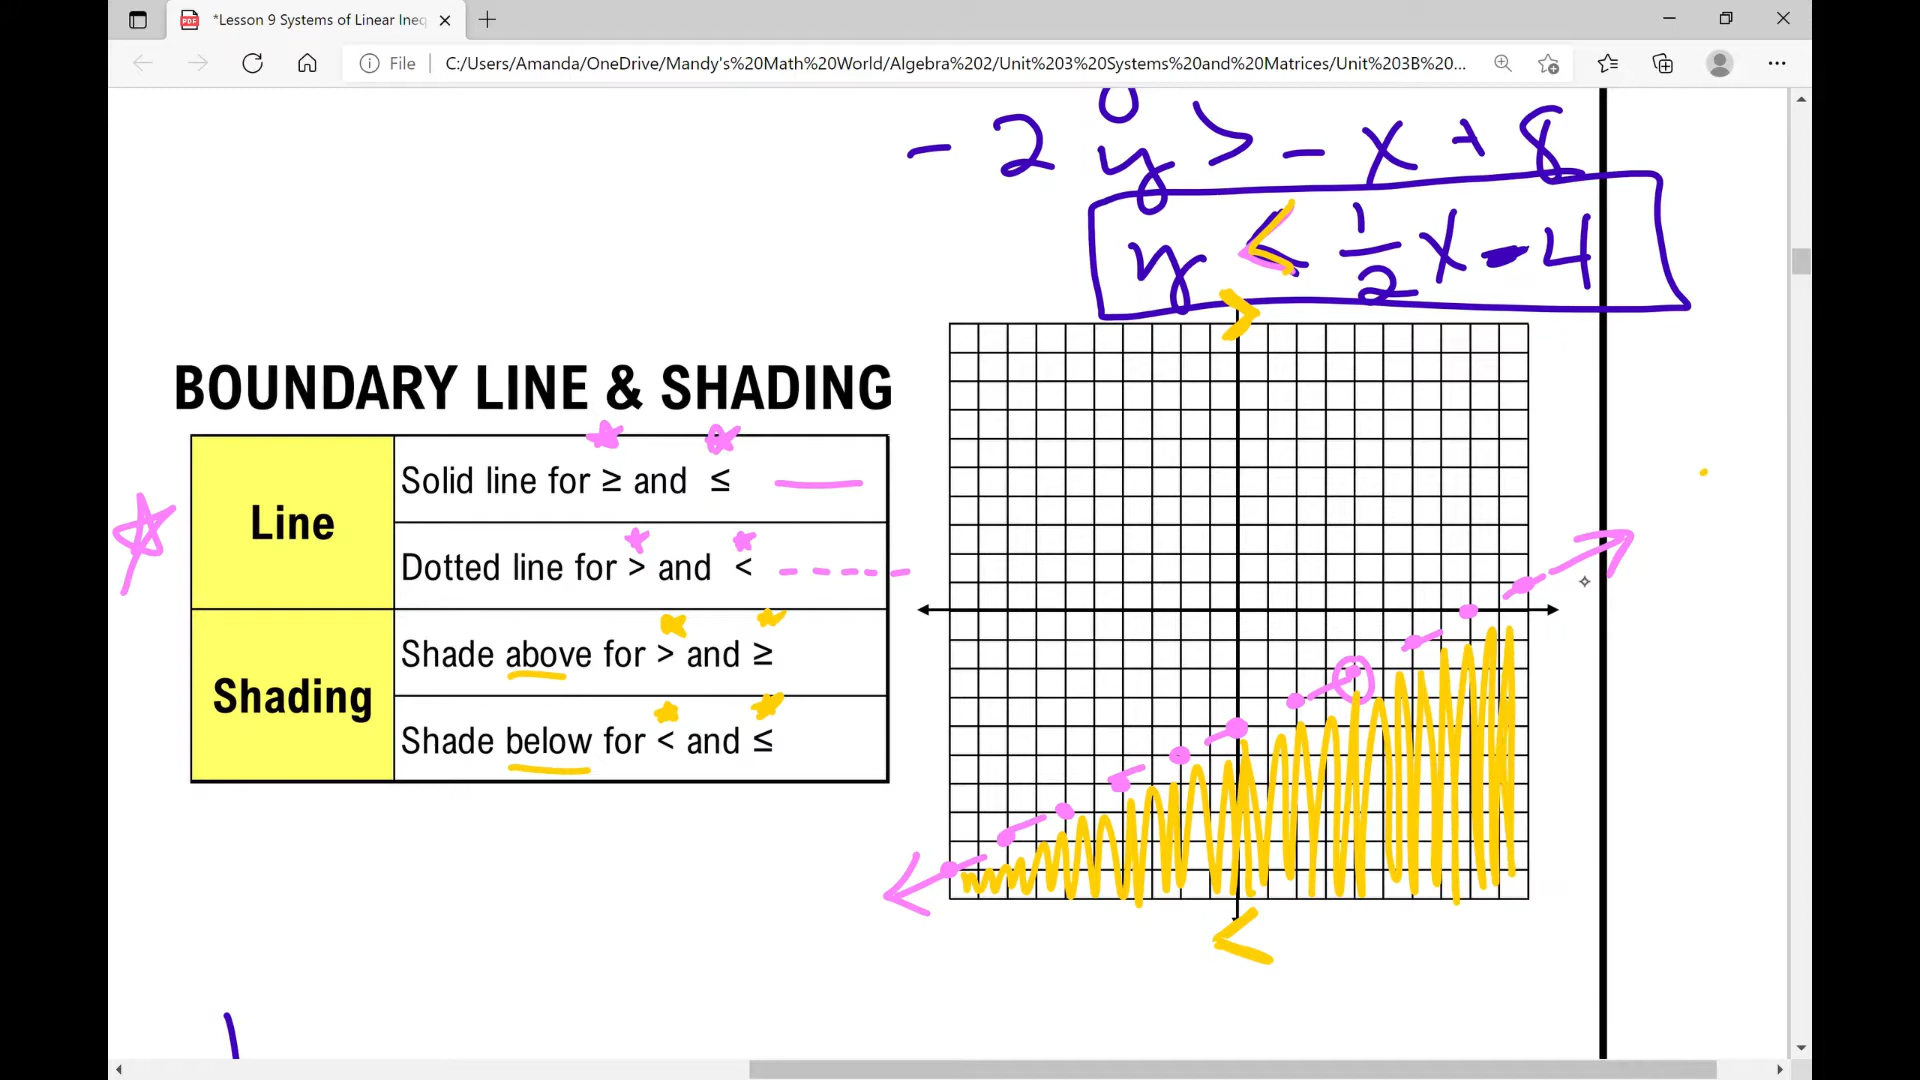 *Lesson 9 Systems of Linear Ineq
File C:/Users/Amanda/OneDrive/Mandy's%20Math%20World/Algebra%202/Unit%203%20Systems%20and%20Matrices/Unit%203B%20...
- 2 y > - x + 8
y < 1/2 x - 4
>
BOUNDARY LINE & SHADING
Line
Solid line for ≥ and ≤
Dotted line for > and <
Shading
Shade above for > and ≥
Shade below for < and ≤
<